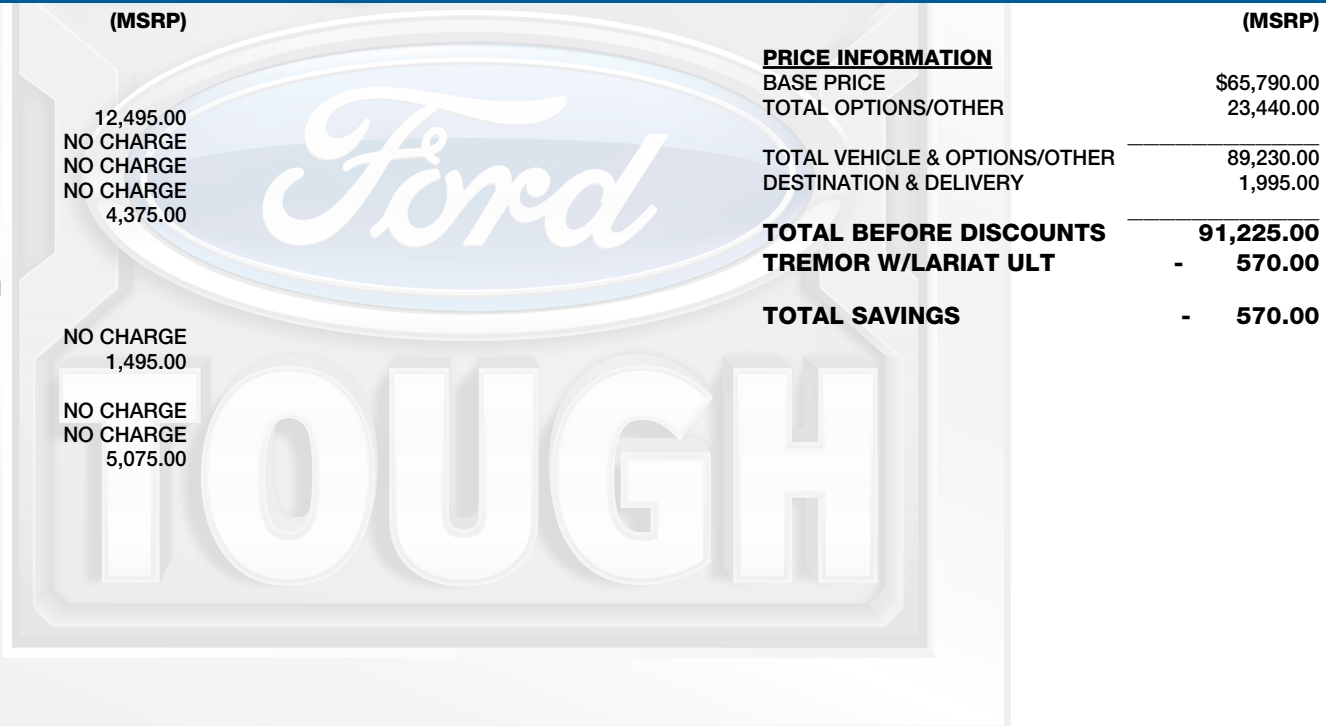 (MSRP)
12,495.00
NO CHARGE
NO CHARGE
NO CHARGE
4,375.00
NO CHARGE
1,495.00
NO CHARGE
NO CHARGE
5,075.00
(MSRP)
PRICE INFORMATION
BASE PRICE $65,790.00
TOTAL OPTIONS/OTHER 23,440.00
TOTAL VEHICLE & OPTIONS/OTHER 89,230.00
DESTINATION & DELIVERY 1,995.00
TOTAL BEFORE DISCOUNTS 91,225.00
TREMOR W/LARIAT ULT - 570.00
TOTAL SAVINGS - 570.00
Ford
TOUGH